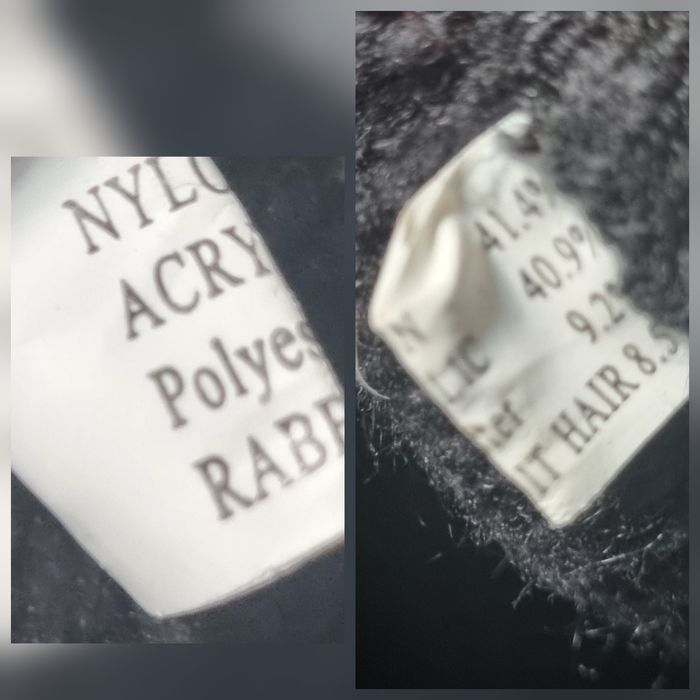 NYLO
ACRY
Polyes
RABB
41.4%
N
40.9%
LIC
9.2%
ter
IT HAIR 8.5